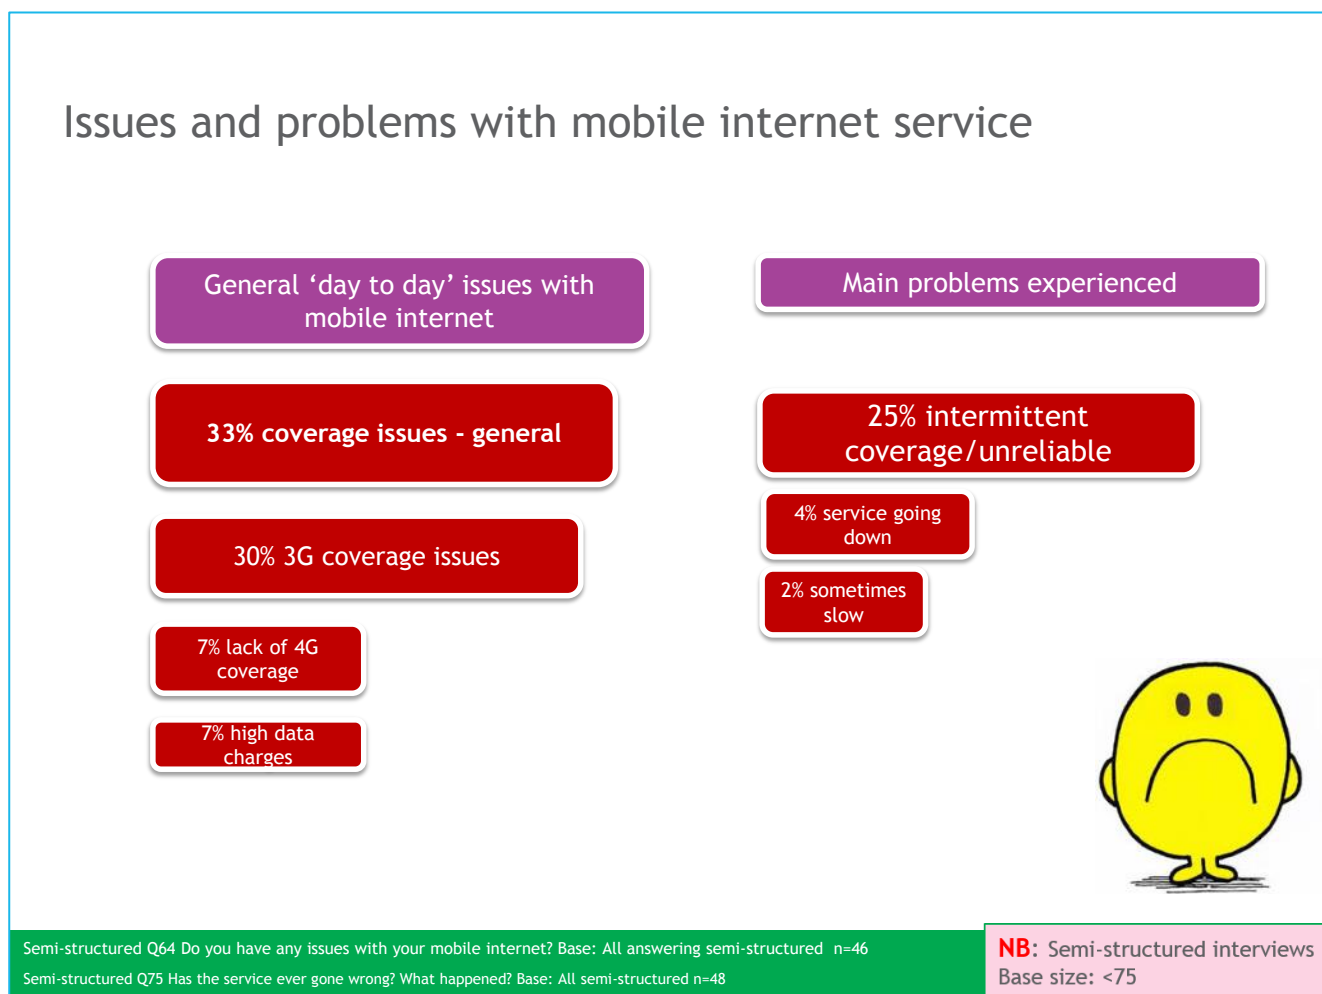 Issues and problems with mobile internet service
General ‘day to day’ issues with
mobile internet
33% coverage issues - general
30% 3G coverage issues
7% lack of 4G
coverage
7% high data
charges
Main problems experienced
25% intermittent
coverage/unreliable
4% service going
down
2% sometimes
slow
Semi-structured Q64 Do you have any issues with your mobile internet? Base: All answering semi-structured n=46
Semi-structured Q75 Has the service ever gone wrong? What happened? Base: All semi-structured n=48
NB: Semi-structured interviews
Base size: <75